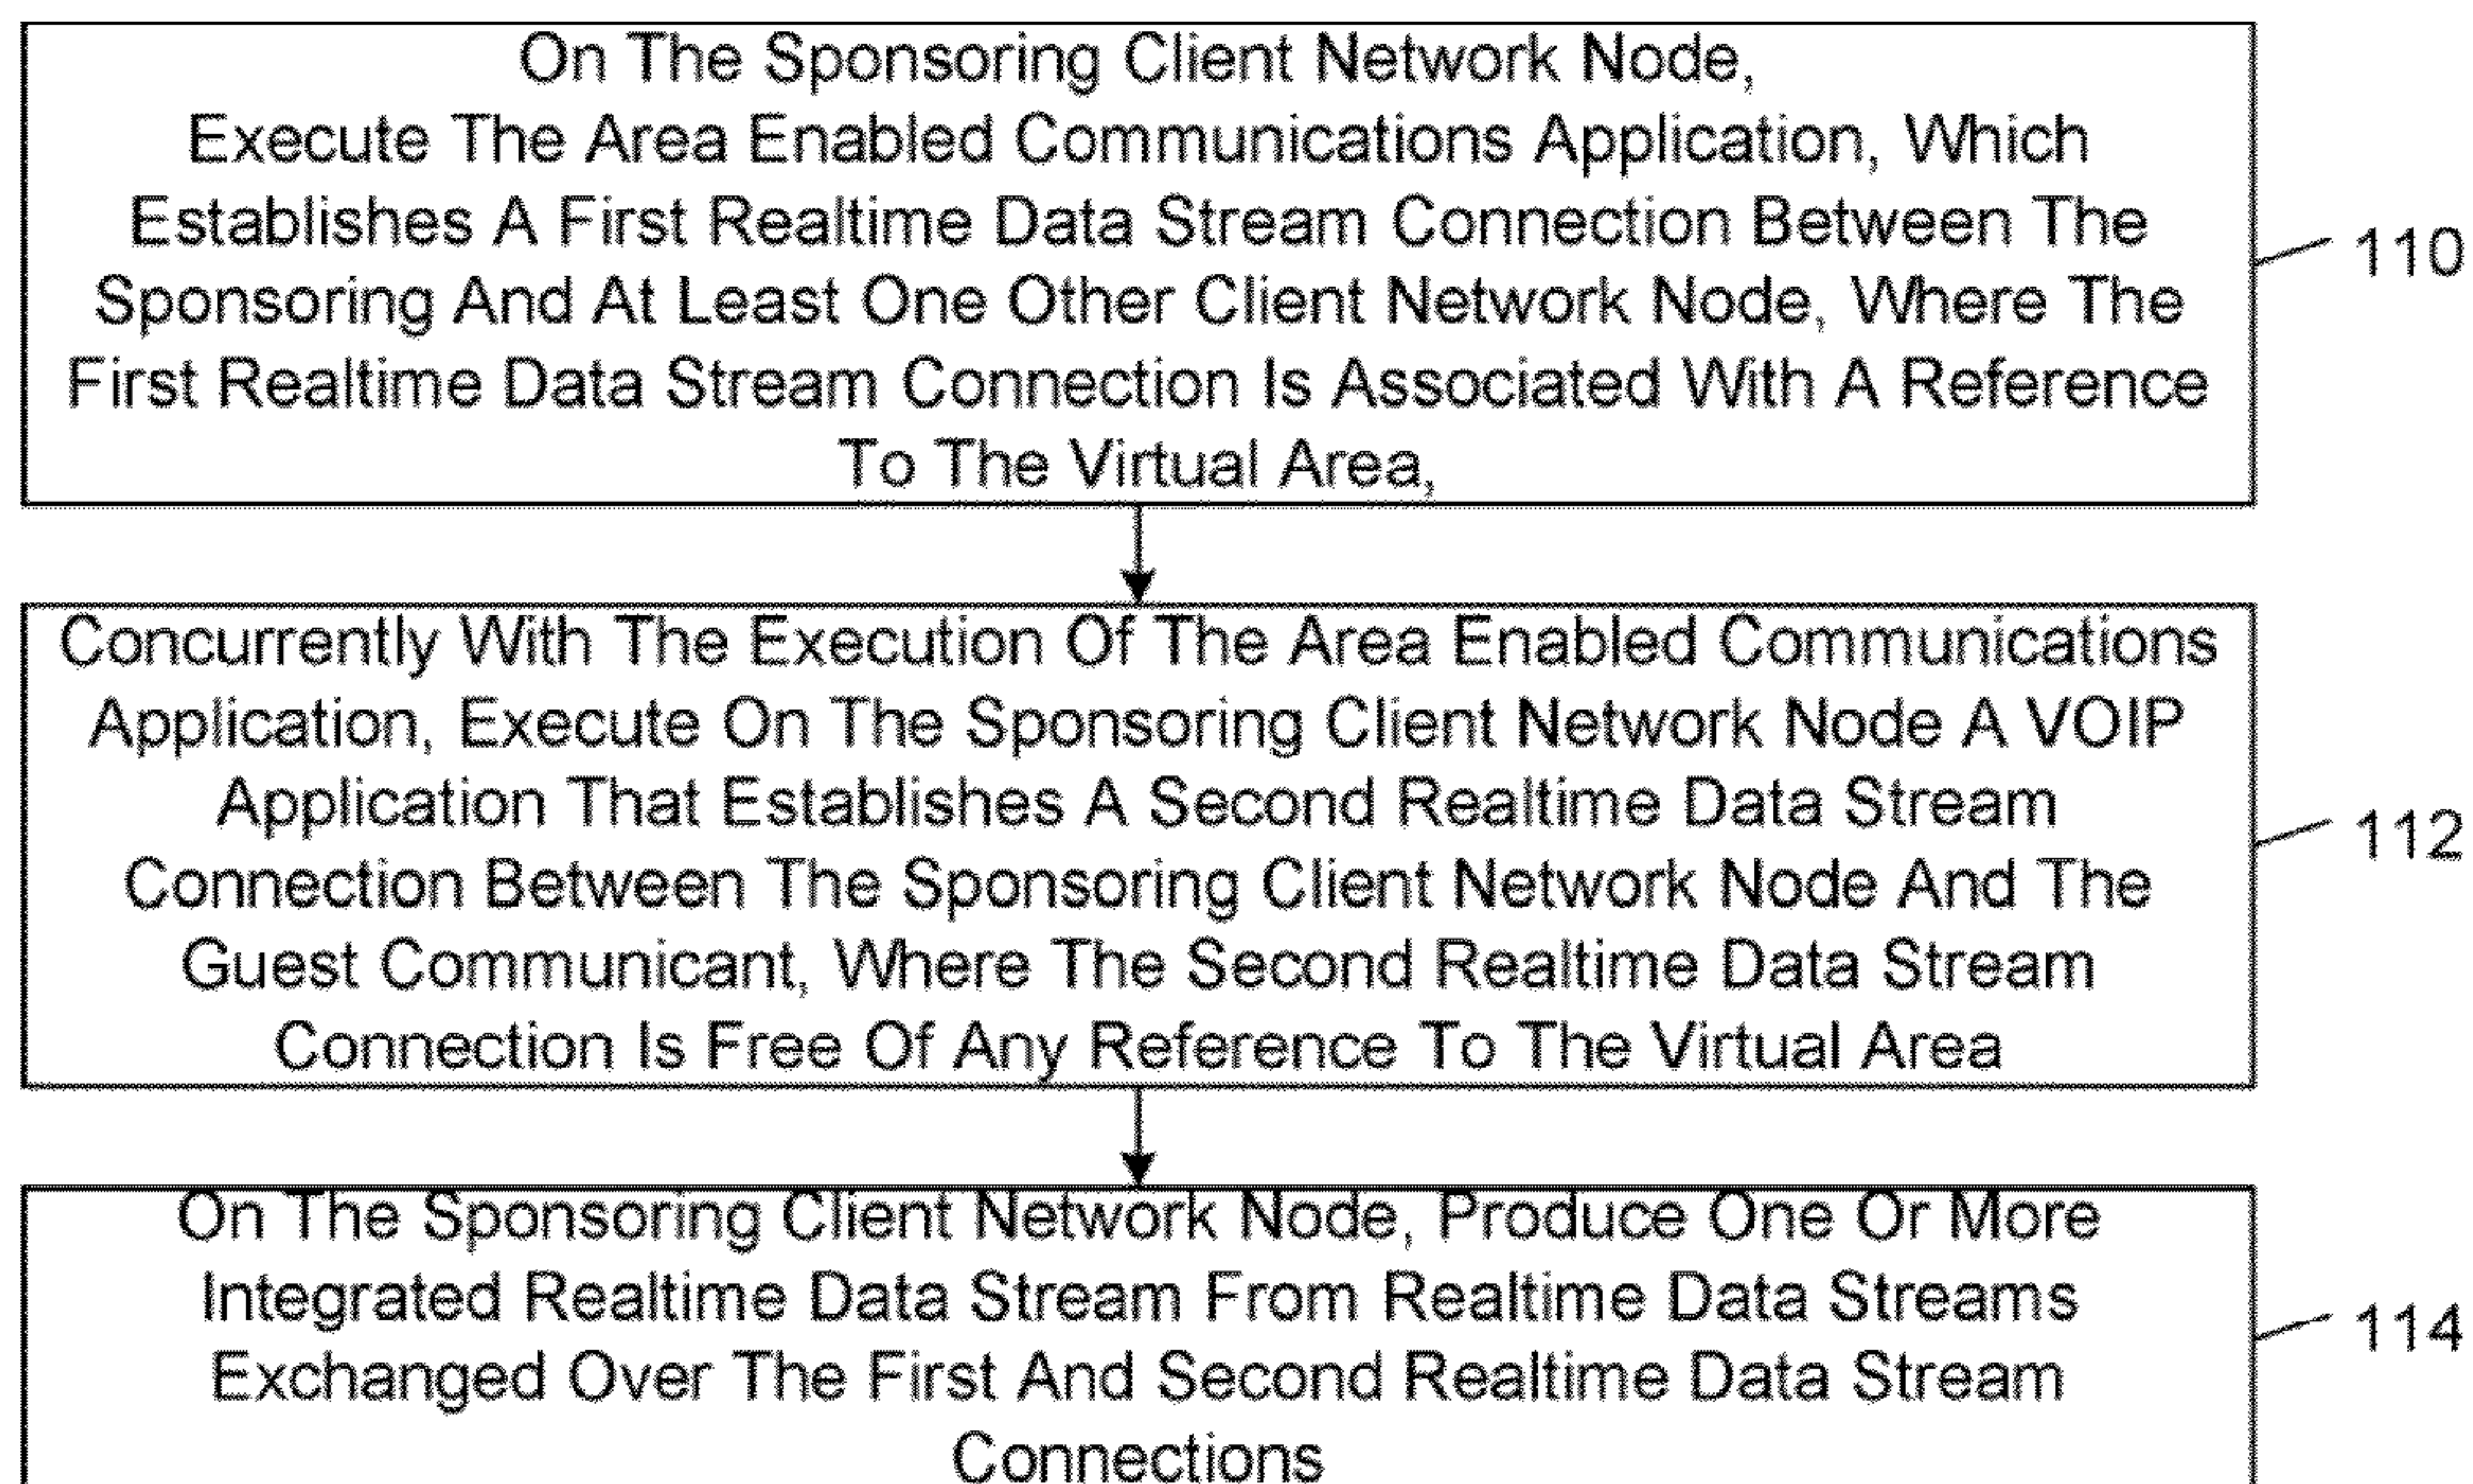 On The Sponsoring Client Network Node,
Execute The Area Enabled Communications Application, Which
Establishes A First Realtime Data Stream Connection Between The
Sponsoring And At Least One Other Client Network Node, Where The
First Realtime Data Stream Connection Is Associated With A Reference
To The Virtual Area,
110
Concurrently With The Execution Of The Area Enabled Communications
Application, Execute On The Sponsoring Client Network Node A VOIP
Application That Establishes A Second Realtime Data Stream
Connection Between The Sponsoring Client Network Node And The
Guest Communicant, Where The Second Realtime Data Stream
Connection Is Free Of Any Reference To The Virtual Area
112
On The Sponsoring Client Network Node, Produce One Or More
Integrated Realtime Data Stream From Realtime Data Streams
Exchanged Over The First And Second Realtime Data Stream
Connections
114